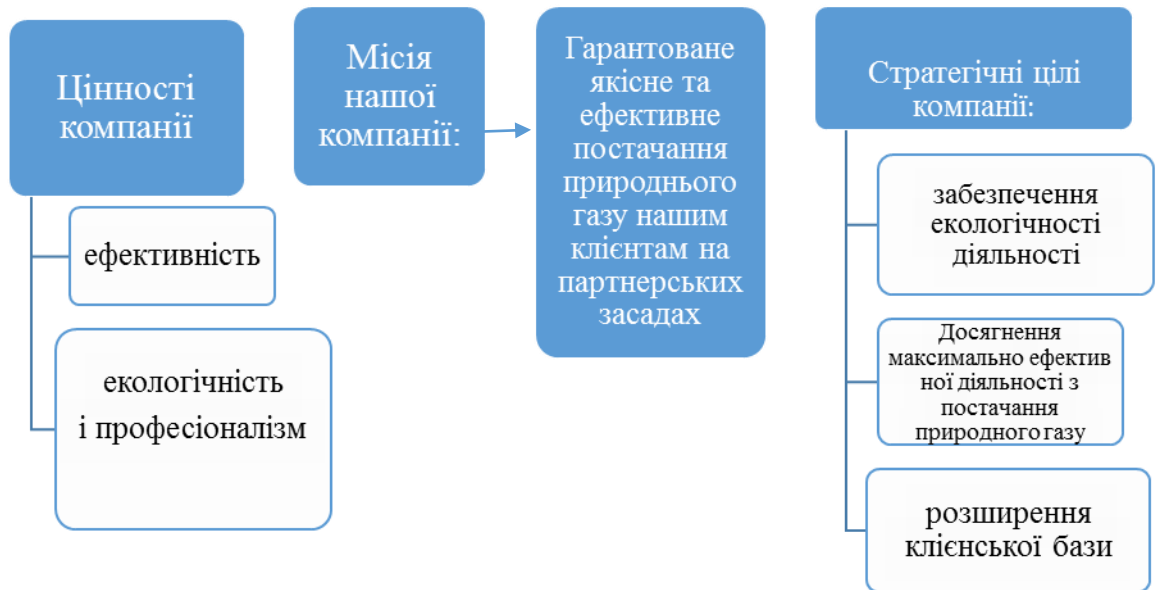 Цінності
компанії
ефективність
екологічність
і професіоналізм
Місія
нашої
компанії:
Гарантоване
якісне та
ефективне
постачання
природнього
газу нашим
клієнтам на
партнерських
засадах
Стратегічні цілі
компанії:
забезпечення
екологічності
діяльності
Досягнення
максимально ефектив
ної діяльності з
постачання
природного газу
розширення
клієнської бази